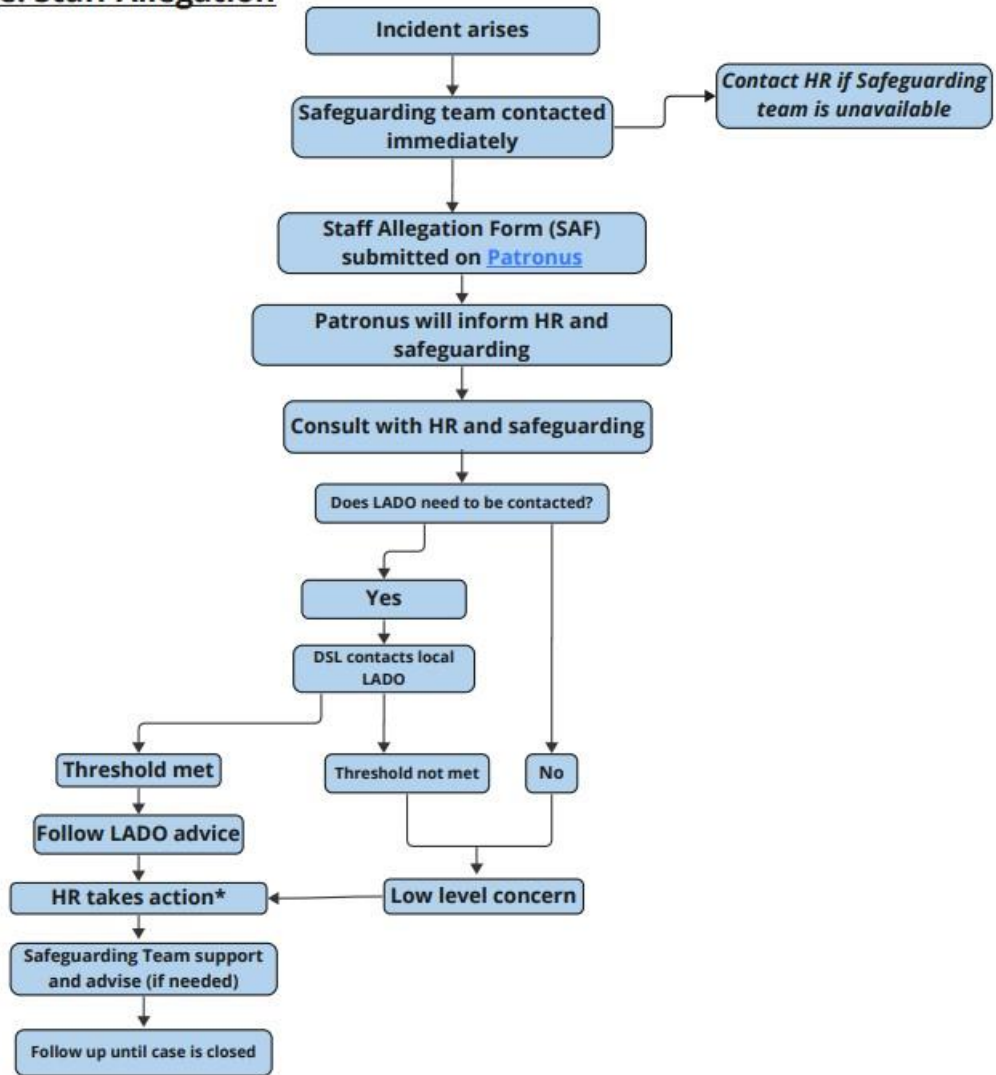 Staff Allegation
Incident arises
Contact HR if Safeguarding
team is unavailable
Safeguarding team contacted
immediately
Staff Allegation Form (SAF)
submitted on Patronus
Patronus will inform HR and
safeguarding
Consult with HR and safeguarding
Does LADO need to be contacted?
Yes
DSL contacts local
LADO
Threshold met
Threshold not met
No
Follow LADO advice
HR takes action*
Low level concern
Safeguarding Team support
and advise (if needed)
Follow up until case is closed